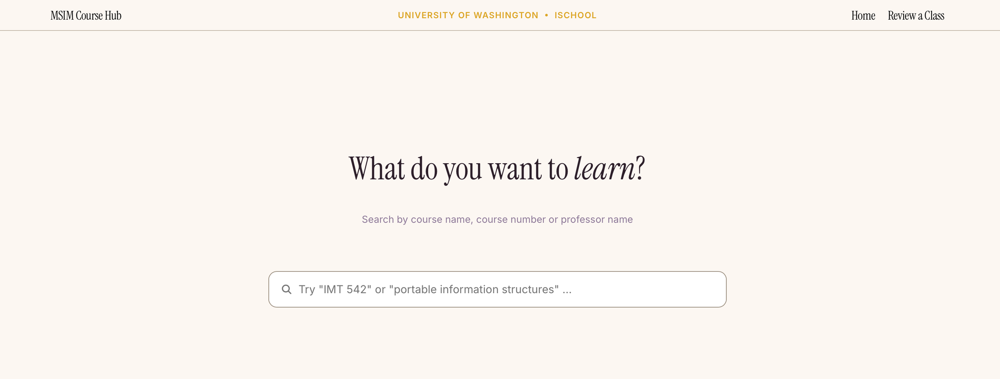 MSIM Course Hub
UNIVERSITY OF WASHINGTON • ISCHOOL
Home
Review a Class
What do you want to learn?
Search by course name, course number or professor name
Try "IMT 542" or "portable information structures" ...